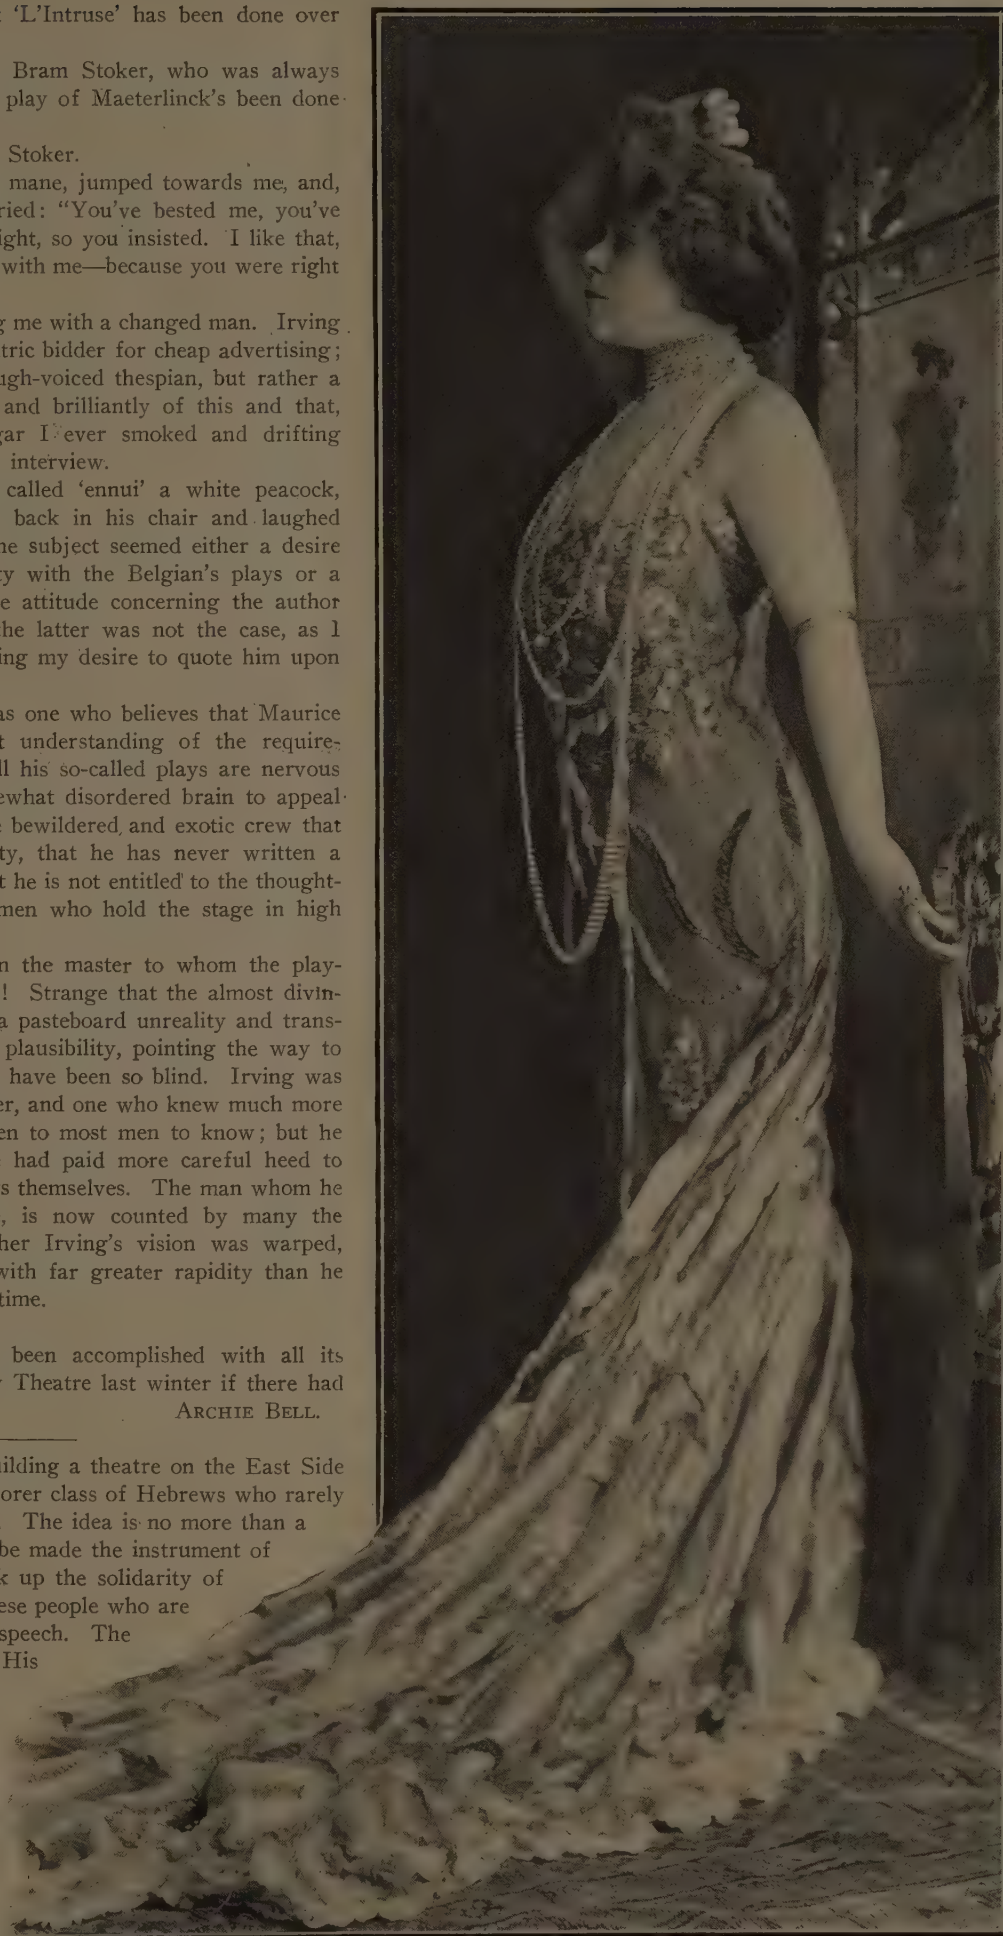 'L'Intruse' has been done over
Bram Stoker, who was always
play of Maeterlinck's been done
Stoker.
mane, jumped towards me, and,
ried: "You've bested me, you've
ight, so you insisted. I like that,
with me—because you were right
g me with a changed man. Irving
tric bidder for cheap advertising;
ugh-voiced thespian, but rather a
and brilliantly of this and that,
gar I ever smoked and drifting
interview.
called 'ennui' a white peacock,
back in his chair and laughed
he subject seemed either a desire
ty with the Belgian's plays or a
e attitude concerning the author
the latter was not the case, as I
ing my desire to quote him upon
as one who believes that Maurice
t understanding of the require-
ll his so-called plays are nervous
ewhat disordered brain to appeal
e bewildered and exotic crew that
ty, that he has never written a
t he is not entitled to the thought-
men who hold the stage in high
n the master to whom the play-
! Strange that the almost divin-
a pasteboard unreality and trans-
plausibility, pointing the way to
have been so blind. Irving was
er, and one who knew much more
en to most men to know; but he
had paid more careful heed to
s themselves. The man whom he
, is now counted by many the
her Irving's vision was warped,
with far greater rapidity than he
time.
been accomplished with all its
Theatre last winter if there had
ARCHIE BELL.
ilding a theatre on the East Side
orer class of Hebrews who rarely
. The idea is no more than a
be made the instrument of
k up the solidarity of
ese people who are
speech. The
His